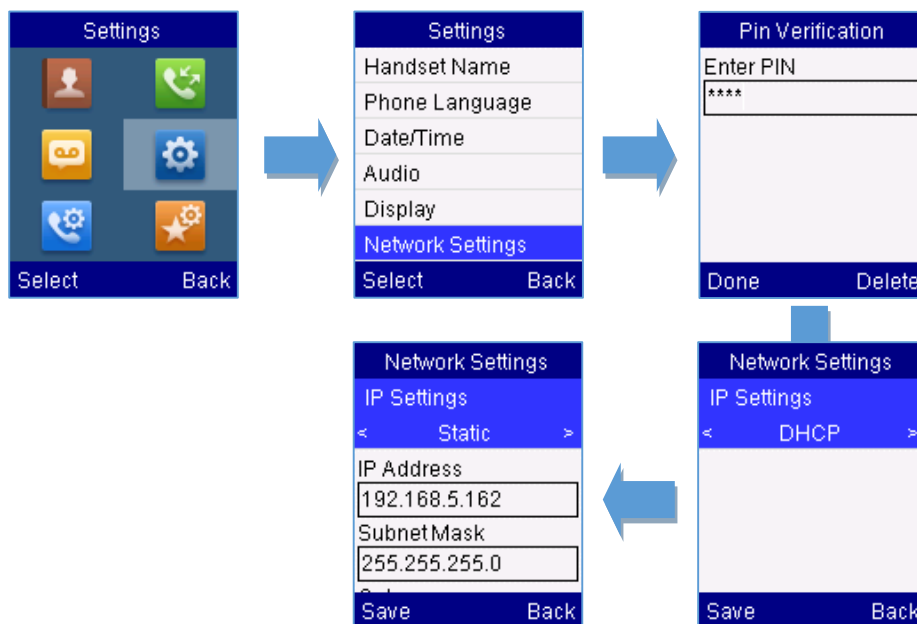 Settings
Select Back
Settings
Handset Name
Phone Language
Date/Time
Audio
Display
Network Settings
Select Back
Pin Verification
Enter PIN
****
Done Delete
Network Settings
IP Settings
< DHCP >
Save Back
Network Settings
IP Settings
< Static >
IP Address
192.168.5.162
Subnet Mask
255.255.255.0
Save Back